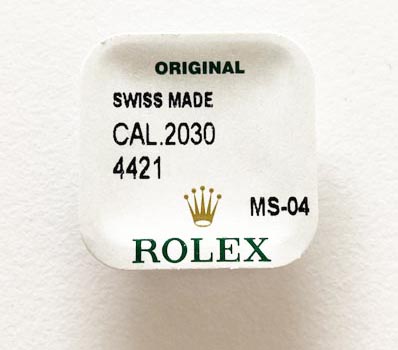 ORIGINAL
SWISS MADE
CAL.2030
4421
MS-04
ROLEX